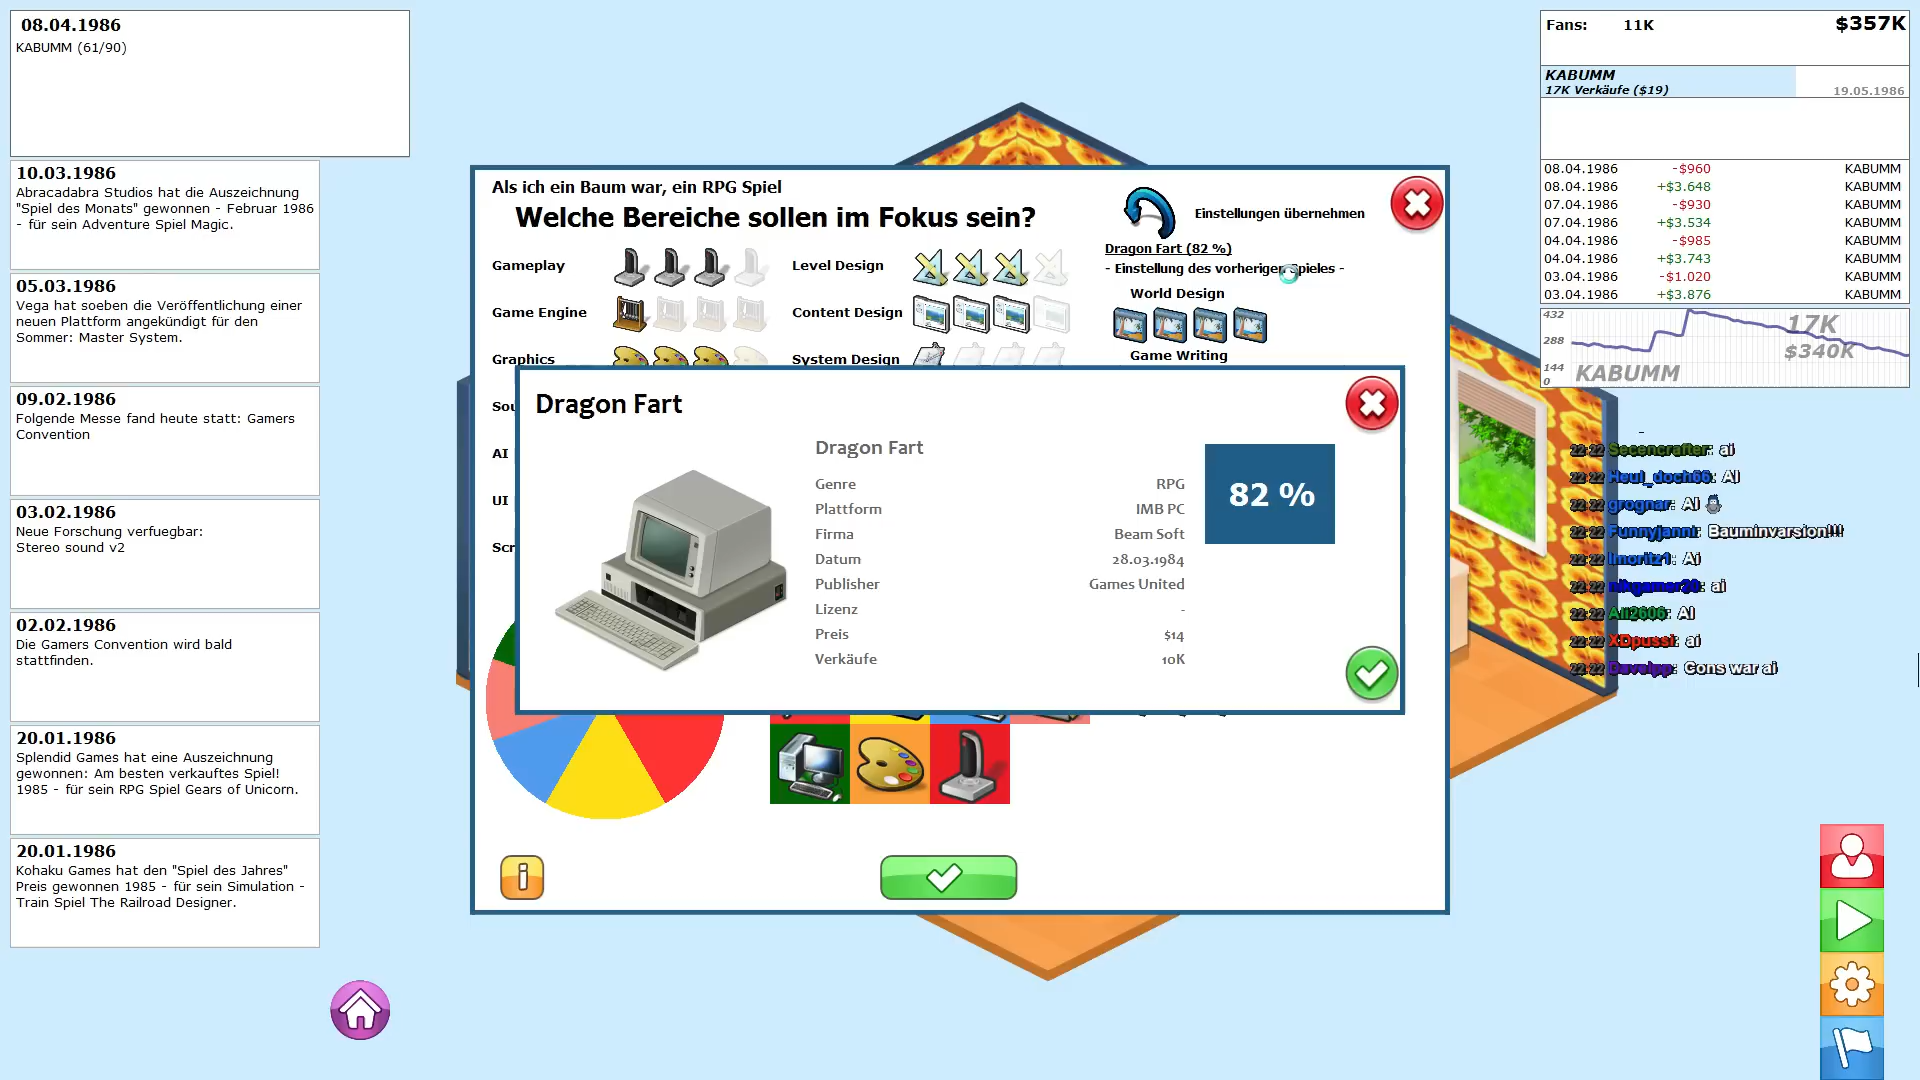 08.04.1986
KABUMM (61/90)
10.03.1986
Abracadabra Studios hat die Auszeichnung
"Spiel des Monats" gewonnen - Februar 1986
- für sein Adventure Spiel Magic.
05.03.1986
Vega hat soeben die Veröffentlichung einer
neuen Plattform angekündigt für den
Sommer: Master System.
09.02.1986
Folgende Messe fand heute statt: Gamers
Convention
03.02.1986
Neue Forschung verfuegbar:
Stereo sound v2
02.02.1986
Die Gamers Convention wird bald
stattfinden.
20.01.1986
Splendid Games hat eine Auszeichnung
gewonnen: Am besten verkauftes Spiel!
1985 - für sein RPG Spiel Gears of Unicorn.
20.01.1986
Kohaku Games hat den "Spiel des Jahres"
Preis gewonnen 1985 - für sein Simulation -
Train Spiel The Railroad Designer.
Als ich ein Baum war, ein RPG Spiel
Welche Bereiche sollen im Fokus sein?
Einstellungen übernehmen
Dragon Fart (82 %)
- Einstellung des vorherigen Spieles -
Gameplay
Level Design
World Design
Game Engine
Content Design
Graphics
System Design
Game Writing
AI
UI
Dragon Fart
Dragon Fart
82 %
Genre RPG
Plattform IMB PC
Firma Beam Soft
Datum 28.03.1984
Publisher Games United
Lizenz -
Preis $14
Verkäufe 10K
Fans: 11K $357K
KABUMM
17K Verkäufe ($19) 19.05.1986
08.04.1986 -$960 KABUMM
08.04.1986 +$3.648 KABUMM
07.04.1986 -$930 KABUMM
07.04.1986 +$3.534 KABUMM
04.04.1986 -$985 KABUMM
04.04.1986 +$3.743 KABUMM
03.04.1986 -$1.020 KABUMM
03.04.1986 +$3.876 KABUMM
432
288
144
0
17K
$340K
KABUMM
22:22 Secencrafter: ai
22:22 Heul_doch66: AI
22:22 grognar: AI
22:22 Funnyjanni: Bauminvarsion!!!
22:22 lmoritz1: Ai
22:22 nikgamer20: ai
22:22 Ali2606: AI
22:22 XDpussi: ai
22:22 Daveipp: Cons war ai